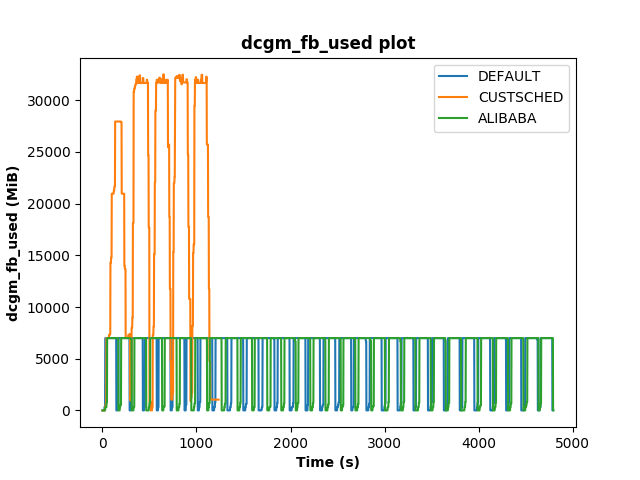 dcgm_fb_used plot
DEFAULT
CUSTSCHED
ALIBABA
dcgm_fb_used (MiB)
30000
25000
20000
15000
10000
5000
0
0 1000 2000 3000 4000 5000
Time (s)